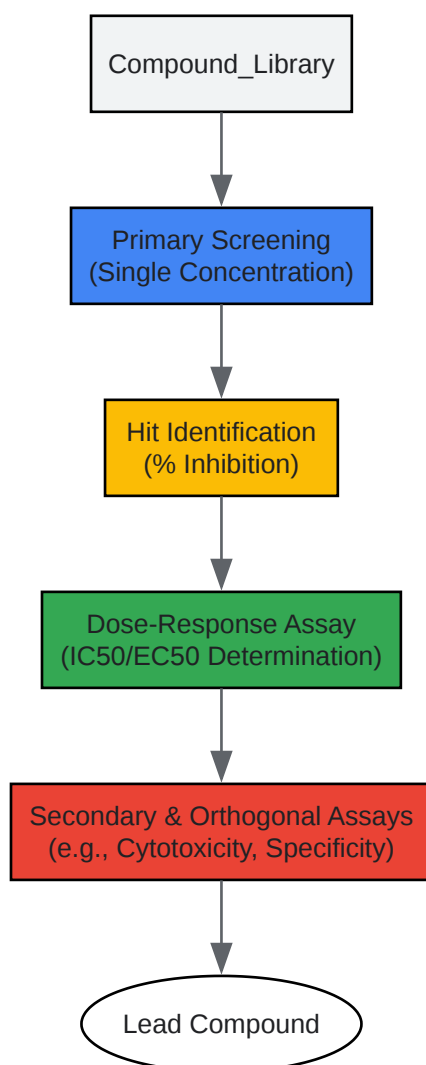 Compound_Library
Primary Screening
(Single Concentration)
Hit Identification
(% Inhibition)
Dose-Response Assay
(IC50/EC50 Determination)
Secondary & Orthogonal Assays
(e.g., Cytotoxicity, Specificity)
Lead Compound